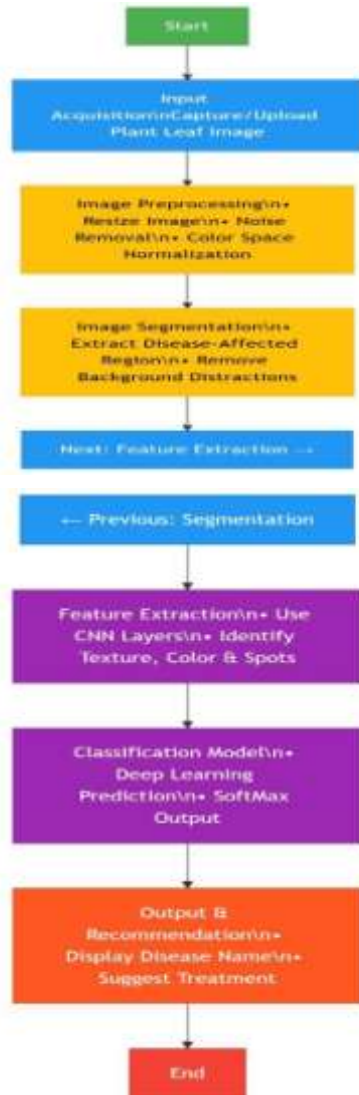 Start
Input
Acquisition\nCapture/Upload
Plant Leaf Image
Image Preprocessing\n•
Resize Image\n• Noise
Removal\n• Color Space
Normalization
Image Segmentation\n•
Extract Disease-Affected
Region\n• Remove
Background Distractions
Next: Feature Extraction →
← Previous: Segmentation
Feature Extraction\n• Use
CNN Layers\n• Identify
Texture, Color & Spots
Classification Model\n•
Deep Learning
Prediction\n• SoftMax
Output
Output &
Recommendation\n•
Display Disease Name\n•
Suggest Treatment
End